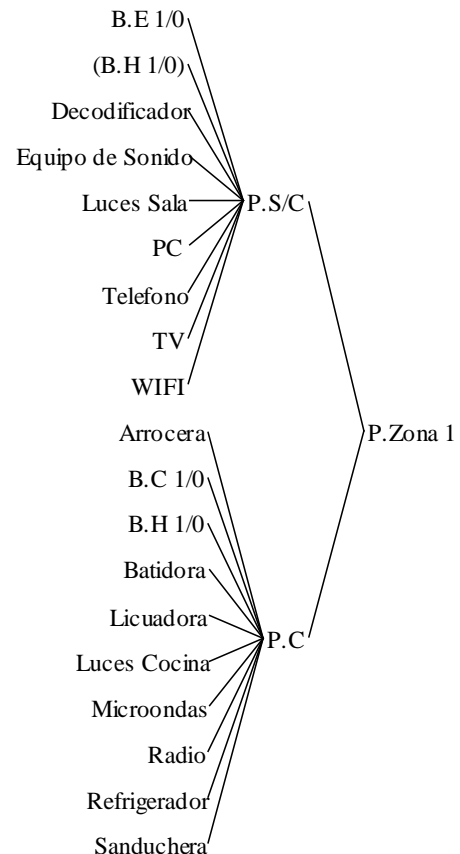 B.E 1/0
(B.H 1/0)
Decodificador
Equipo de Sonido
Luces Sala
P.S/C
PC
Telefono
TV
WIFI
Arrocera
P.Zona 1
B.C 1/0
B.H 1/0
Batidora
Licuadora
P.C
Luces Cocina
Microondas
Radio
Refrigerador
Sanduchera